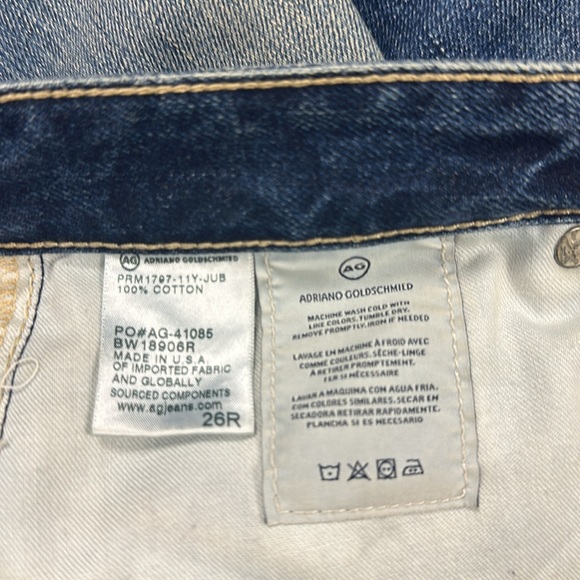 AG ADRIANO GOLDSCHMIED
PRM1797-11Y-JUB
100% COTTON
PO#AG-41085
BW18906R
MADE IN U.S.A.
OF IMPORTED FABRIC
AND GLOBALLY
SOURCED COMPONENTS
www.agjeans.com
26R
AG
ADRIANO GOLDSCHMIED
MACHINE WASH COLD WITH
LIKE COLORS. TUMBLE DRY.
REMOVE PROMPTLY. IRON IF NEEDED
LAVAGE EN MACHINE À FROID AVEC
COMME COULEURS. SÈCHE-LINGE
À RETIRER PROMPTEMENT.
FER SI NÉCESSAIRE
LAVAR A MAQUINA CON AGUA FRIA.
CON COLORES SIMILARES. SECAR EN
SECADORA RETIRAR RAPIDAMENTE.
PLANCHA SI ES NECESARIO